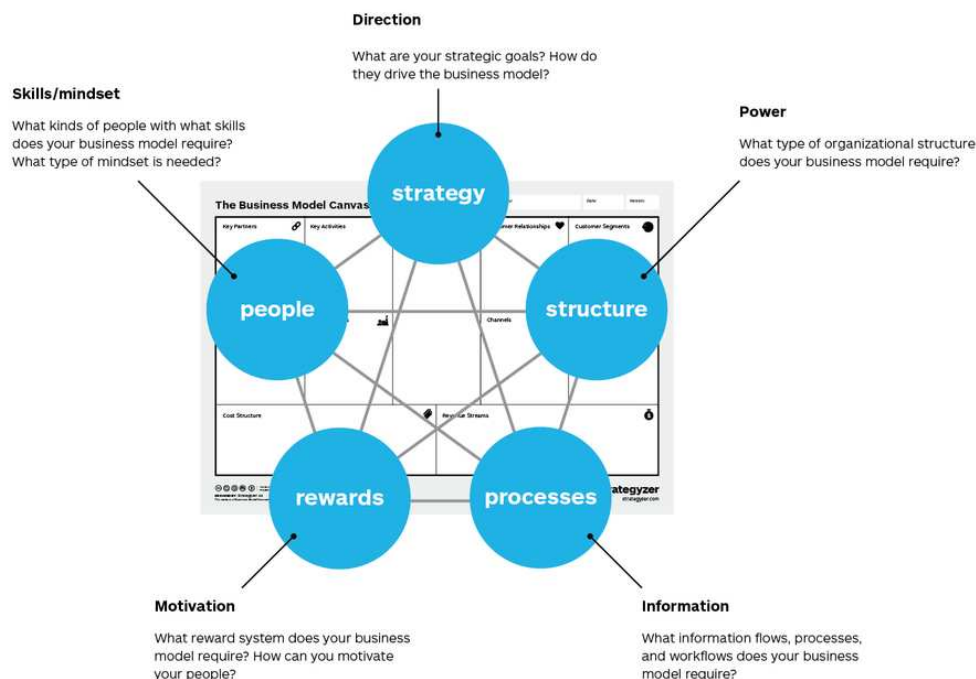 Direction
What are your strategic goals? How do
they drive the business model?
Skills/mindset
What kinds of people with what skills
does your business model require?
What type of mindset is needed?
Power
What type of organizational structure
does your business model require?
strategy
The Business Model Canvas
Date
Version
Key Partners
Key Activities
Relationships
Customer Segments
people
structure
Channels
Cost Structure
Revenue Streams
rewards
processes
strategyzer.com
Motivation
What reward system does your business
model require? How can you motivate
your people?
Information
What information flows, processes,
and workflows does your business
model require?